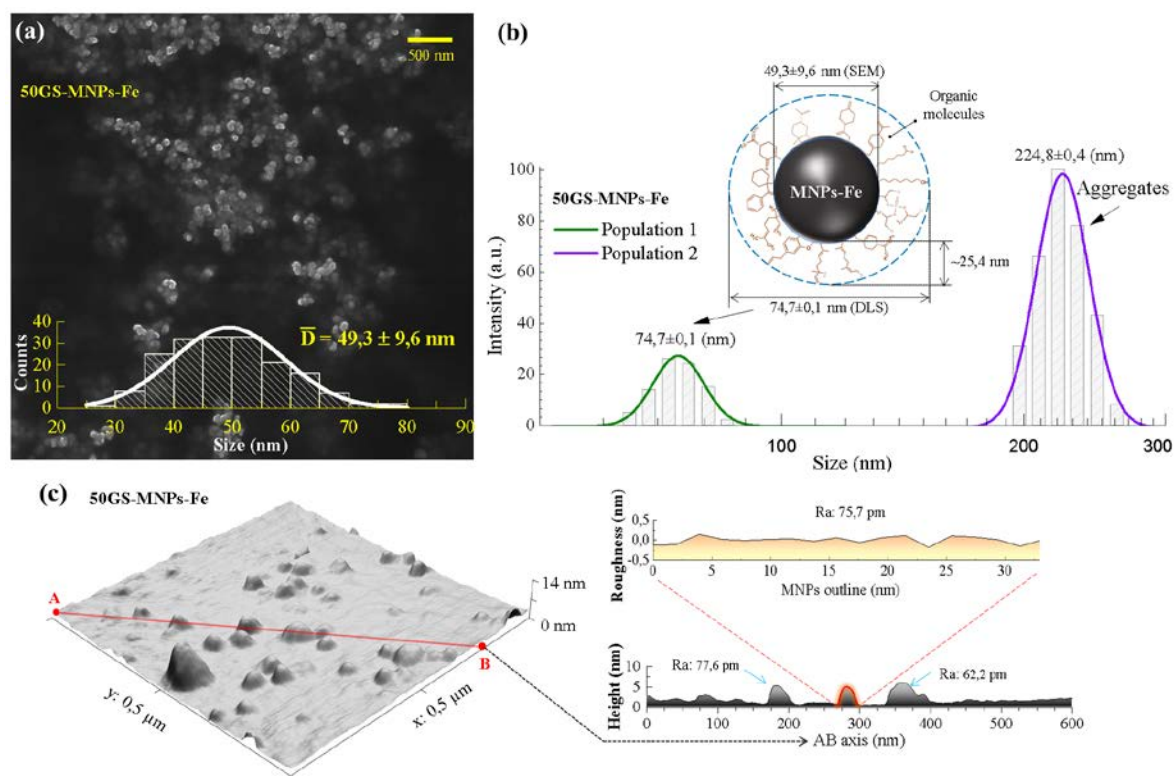 (a)
500 nm
50GS-MNPs-Fe
D = 49,3 ± 9,6 nm
Counts
40
30
20
10
0
20 30 40 50 60 70 80 90
Size (nm)
(b)
49,3±9,6 nm (SEM)
Organic
molecules
MNPs-Fe
~25,4 nm
74,7±0,1 nm (DLS)
50GS-MNPs-Fe
Population 1
Population 2
74,7±0,1 (nm)
224,8±0,4 (nm)
Aggregates
Intensity (a.u.)
100
80
60
40
20
0
100 200 300
Size (nm)
(c)
50GS-MNPs-Fe
14 nm
0 nm
A
B
y: 0,5 µm
x: 0,5 µm
Ra: 75,7 pm
Roughness (nm)
0,5
0,0
-0,5
0 5 10 15 20 25 30
MNPs outline (nm)
Ra: 77,6 pm
Ra: 62,2 pm
Height (nm)
10
5
0
0 100 200 300 400 500 600
AB axis (nm)